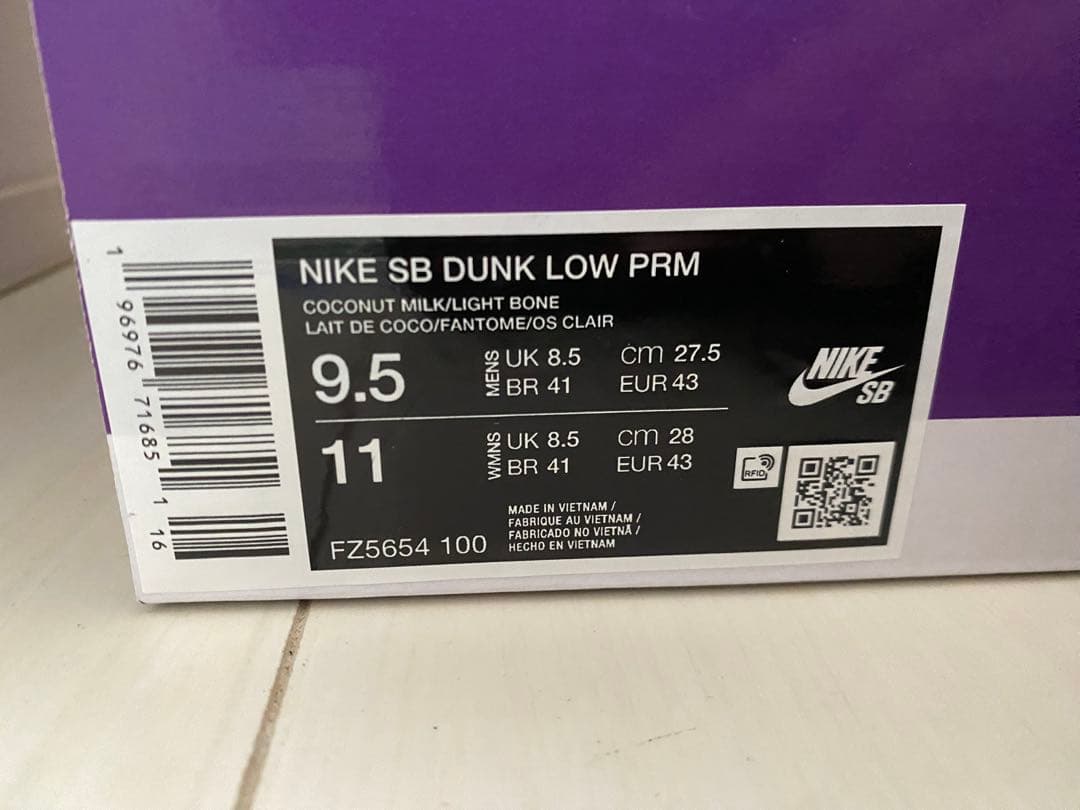 1 96976 71685 1 16
NIKE SB DUNK LOW PRM
COCONUT MILK/LIGHT BONE
LAIT DE COCO/FANTOME/OS CLAIR
9.5 MENS UK 8.5 cm 27.5
BR 41 EUR 43
11 WMNS UK 8.5 cm 28
BR 41 EUR 43
NIKE
SB
RFID
MADE IN VIETNAM /
FABRIQUE AU VIETNAM /
FABRICADO NO VIETNÃ /
HECHO EN VIETNAM
FZ5654 100